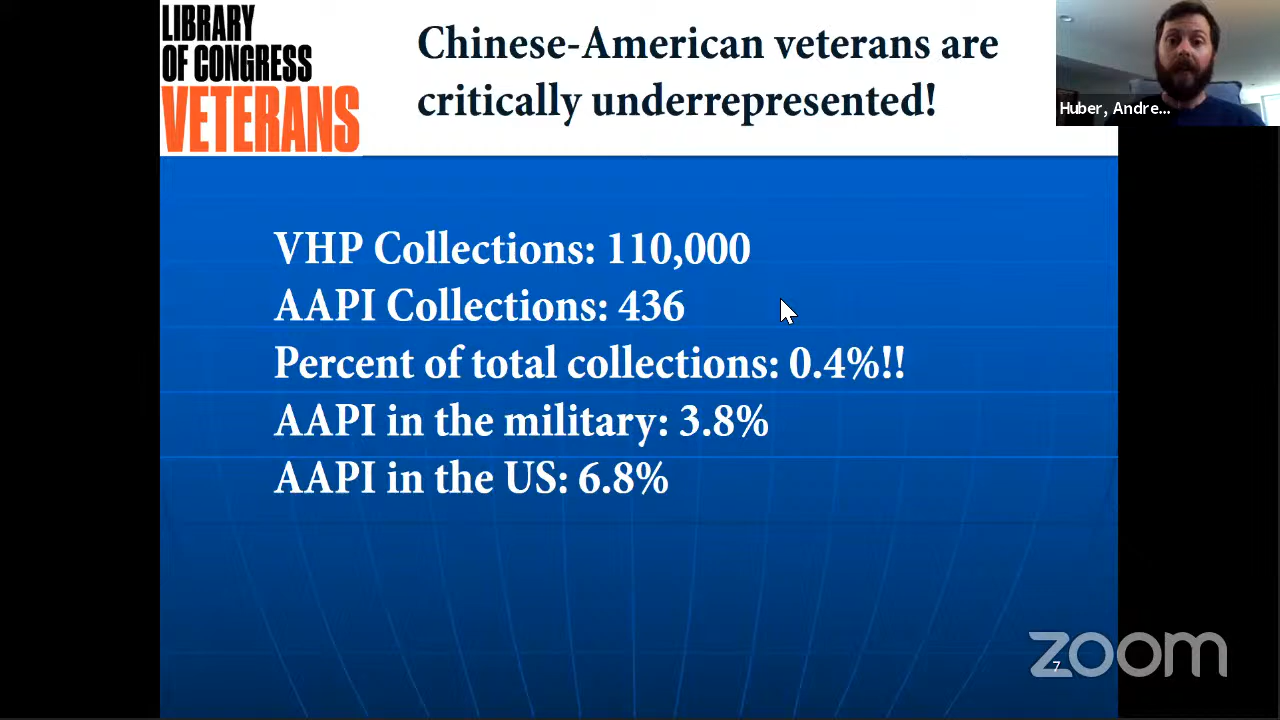 LIBRARY
OF CONGRESS
VETERANS
Chinese-American veterans are
critically underrepresented!
Huber, Andre...
VHP Collections: 110,000
AAPI Collections: 436
Percent of total collections: 0.4%!!
AAPI in the military: 3.8%
AAPI in the US: 6.8%
7
zoom